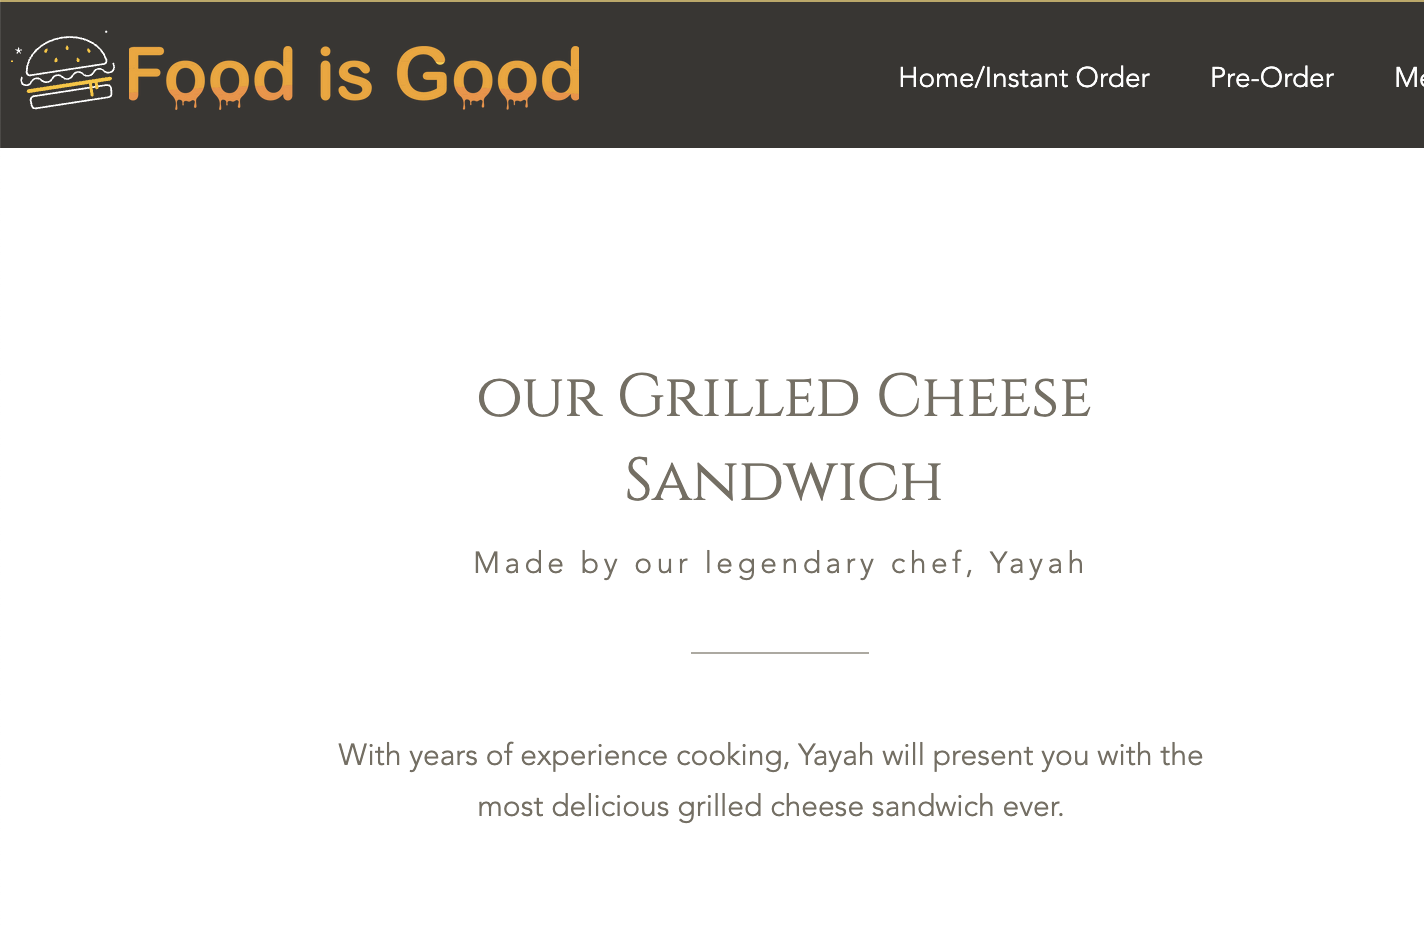 Food is Good
Home/Instant Order Pre-Order
our Grilled Cheese
Sandwich
Made by our legendary chef, Yayah
With years of experience cooking, Yayah will present you with the
most delicious grilled cheese sandwich ever.